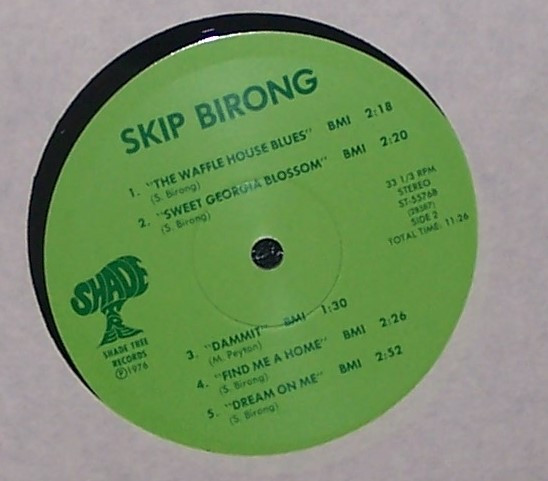 SKIP BIRONG
1. "THE WAFFLE HOUSE BLUES" BMI 2:18
(S. Birong)
2. "SWEET GEORGIA BLOSSOM" BMI 2:20
(S. Birong)
33 1/3 RPM
STEREO
ST-55768
(28387)
SIDE 2
TOTAL TIME: 11:26
SHADE
TREE
SHADE TREE
RECORDS
Ⓟ1976
3. "DAMMIT" BMI 1:30
(M. Peyton)
4. "FIND ME A HOME" BMI 2:26
(S. Birong)
5. "DREAM ON ME" BMI 2:52
(S. Birong)